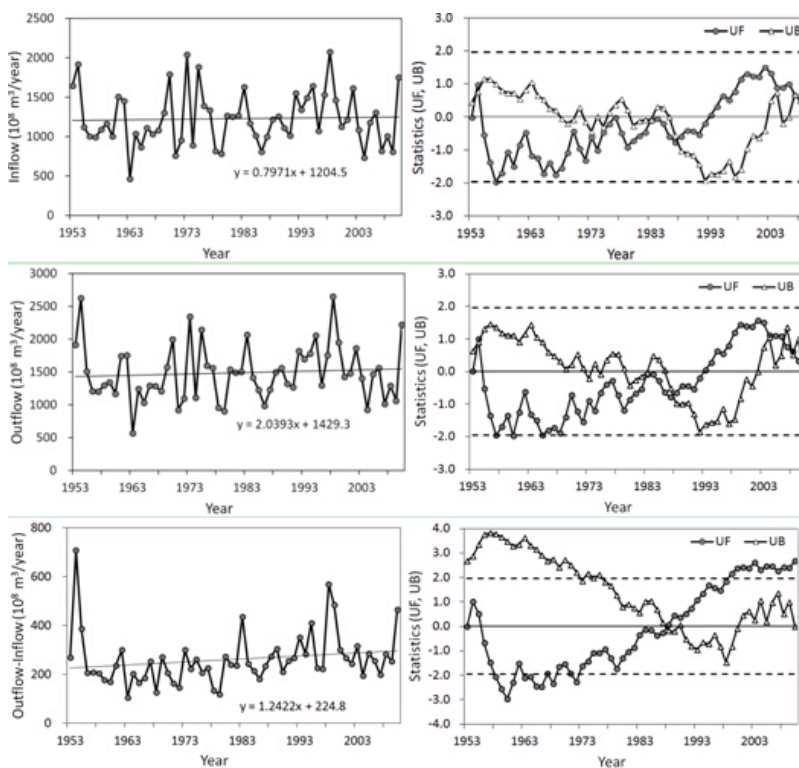 2500
2000
1500
1000
500
0
Inflow (10⁸ m³/year)
y = 0.7971x + 1204.5
1953 1963 1973 1983 1993 2003
Year
UF UB
3.0
2.0
1.0
0.0
-1.0
-2.0
-3.0
Statistics (UF, UB)
1953 1963 1973 1983 1993 2003
Year
3000
2500
2000
1500
1000
500
0
Outflow (10⁸ m³/year)
y = 2.0393x + 1429.3
1953 1963 1973 1983 1993 2003
Year
UF UB
3.0
2.0
1.0
0.0
-1.0
-2.0
-3.0
Statistics (UF, UB)
1953 1963 1973 1983 1993 2003
Year
800
600
400
200
0
Outflow-Inflow (10⁸ m³/year)
y = 1.2422x + 224.8
1953 1963 1973 1983 1993 2003
Year
UF UB
4.0
3.0
2.0
1.0
0.0
-1.0
-2.0
-3.0
-4.0
Statistics (UF, UB)
1953 1963 1973 1983 1993 2003
Year